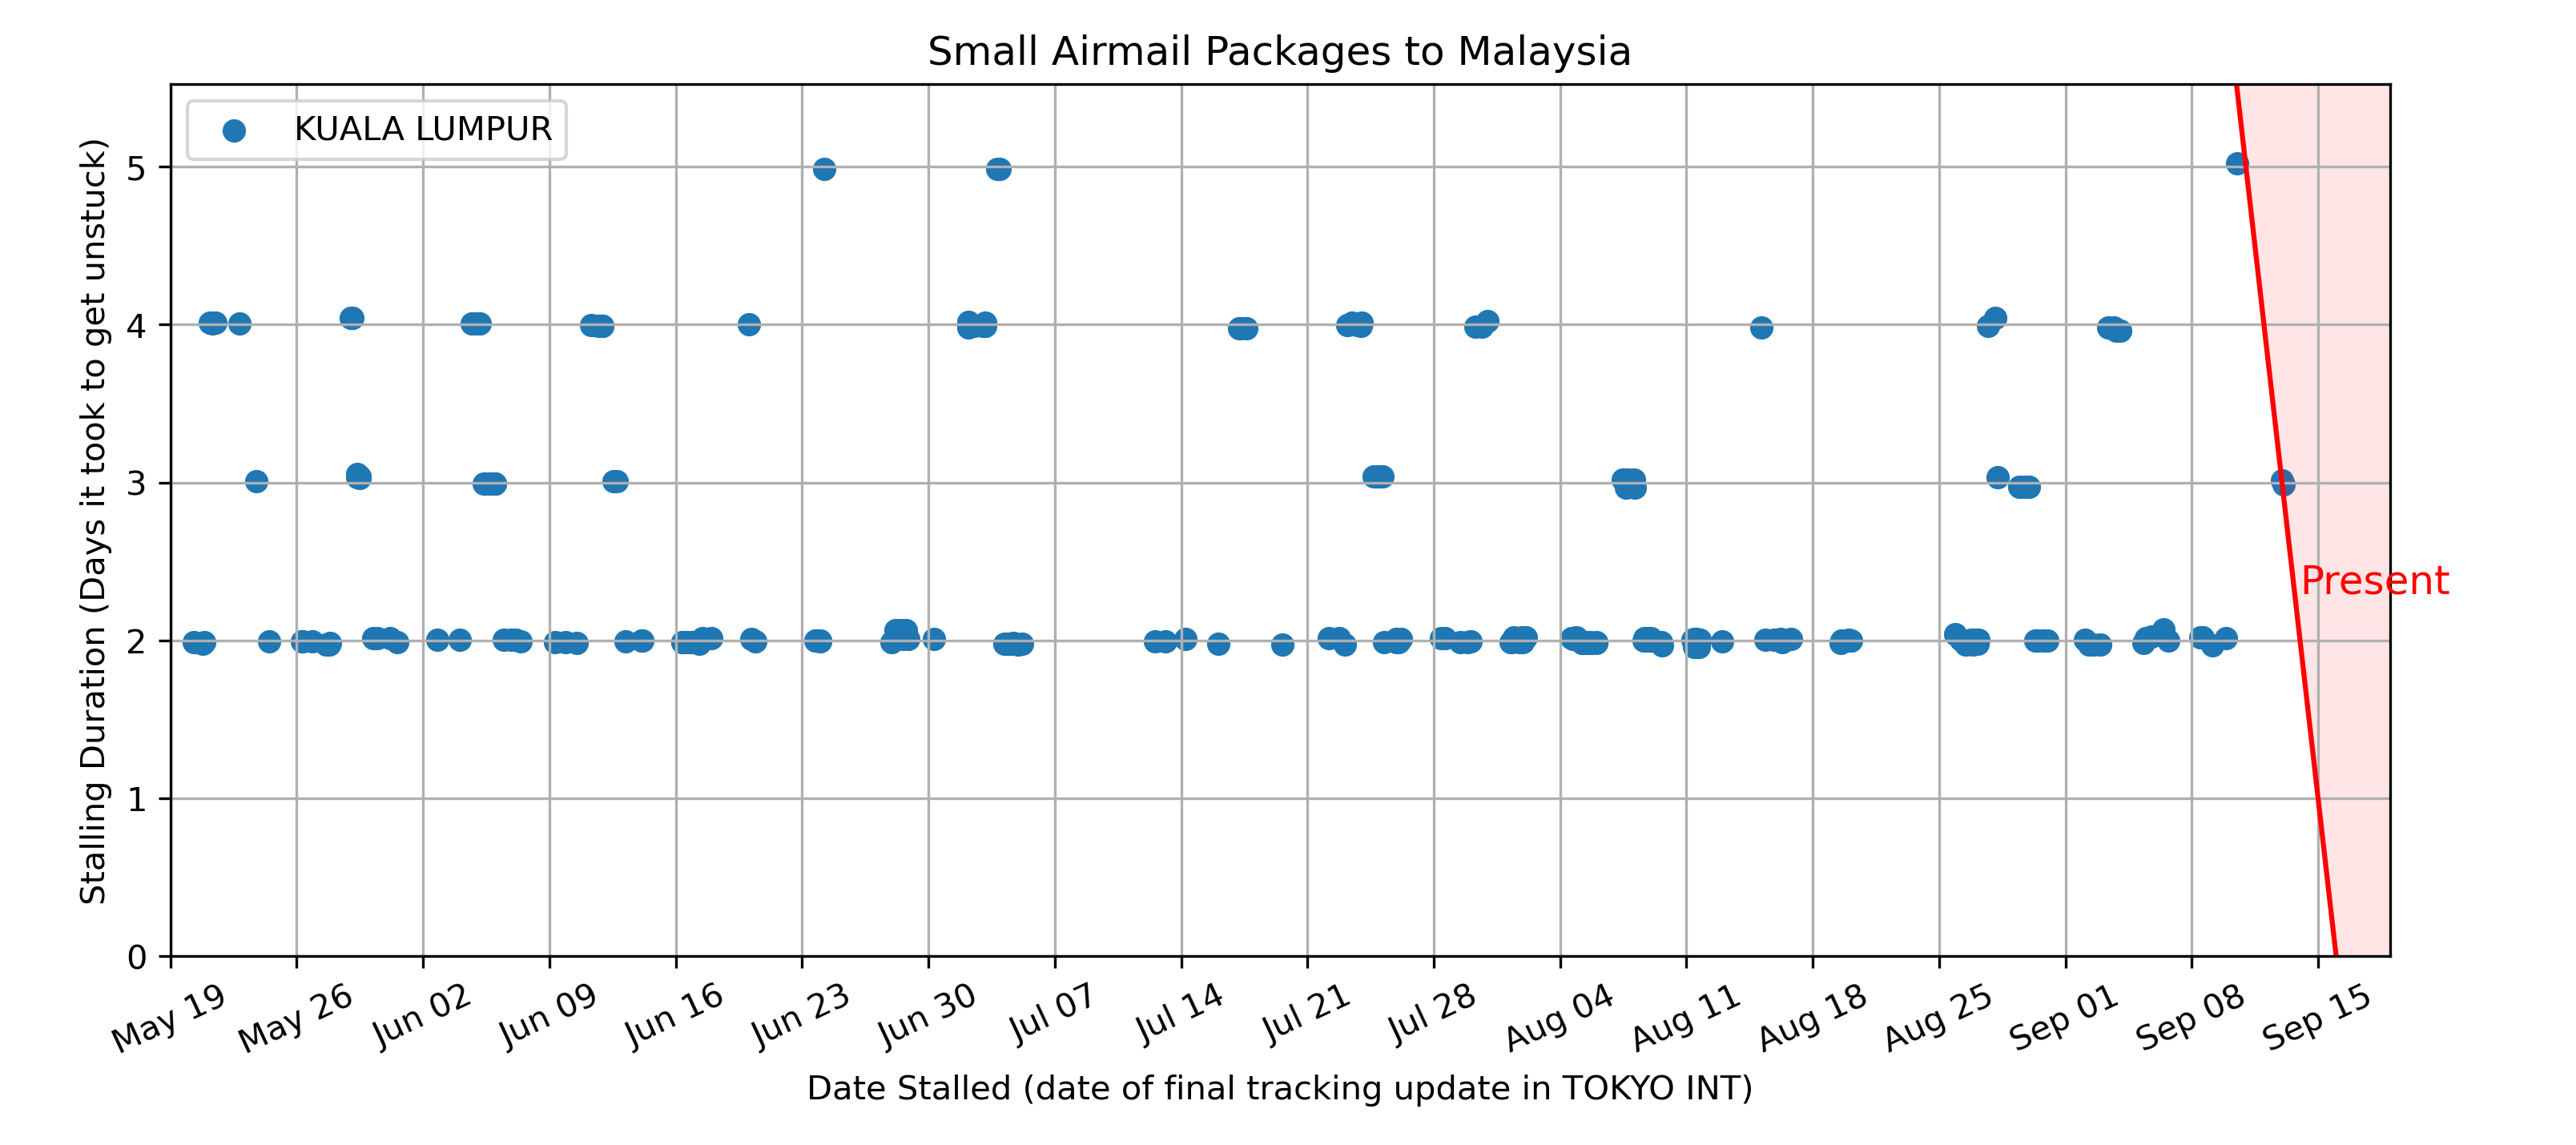 Small Airmail Packages to Malaysia
KUALA LUMPUR
Stalling Duration (Days it took to get unstuck)
5
4
3
2
1
0
Present
May 19
May 26
Jun 02
Jun 09
Jun 16
Jun 23
Jun 30
Jul 07
Jul 14
Jul 21
Jul 28
Aug 04
Aug 11
Aug 18
Aug 25
Sep 01
Sep 08
Sep 15
Date Stalled (date of final tracking update in TOKYO INT)